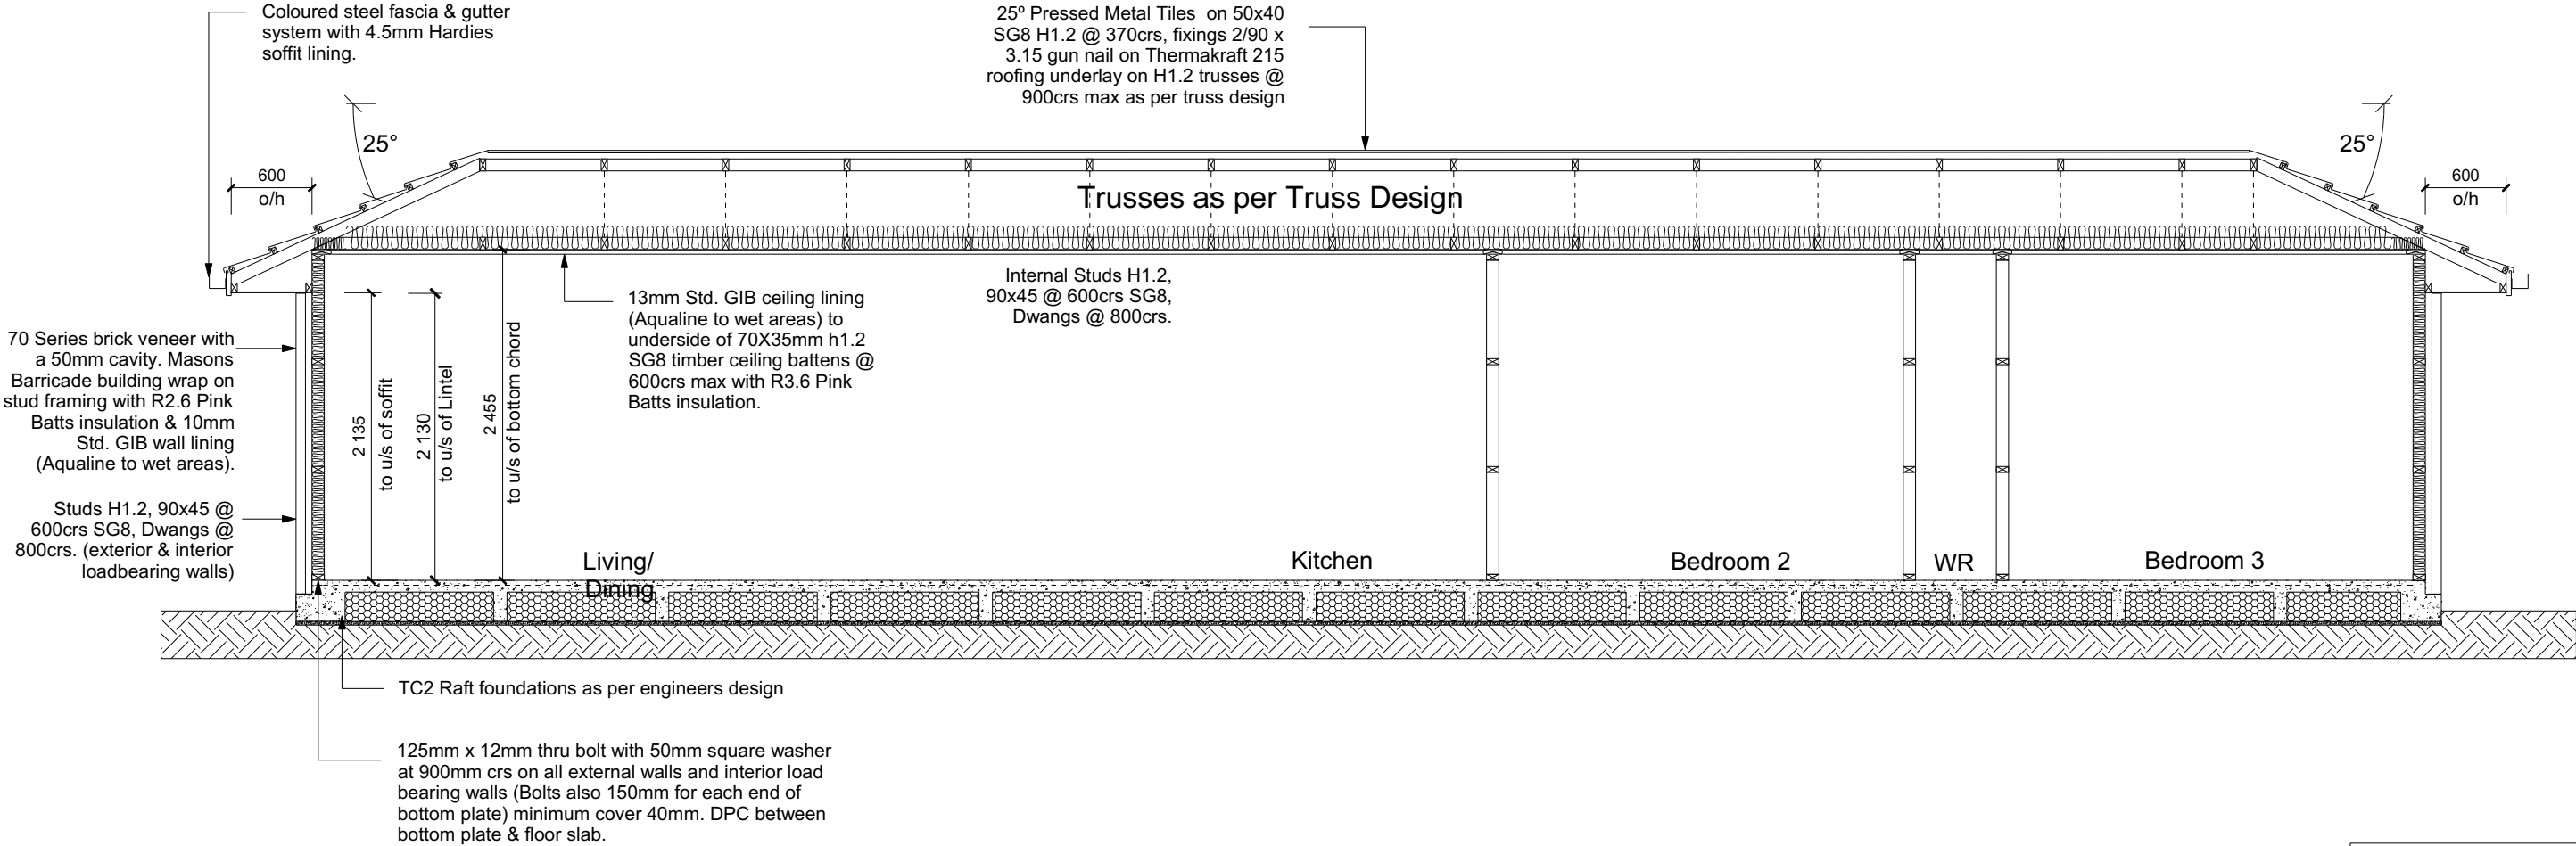 Coloured steel fascia & gutter
system with 4.5mm Hardies
soffit lining.
25º Pressed Metal Tiles on 50x40
SG8 H1.2 @ 370crs, fixings 2/90 x
3.15 gun nail on Thermakraft 215
roofing underlay on H1.2 trusses @
900crs max as per truss design
25°
25°
600
o/h
600
o/h
Trusses as per Truss Design
13mm Std. GIB ceiling lining
(Aqualine to wet areas) to
underside of 70X35mm h1.2
SG8 timber ceiling battens @
600crs max with R3.6 Pink
Batts insulation.
Internal Studs H1.2,
90x45 @ 600crs SG8,
Dwangs @ 800crs.
70 Series brick veneer with
a 50mm cavity. Masons
Barricade building wrap on
stud framing with R2.6 Pink
Batts insulation & 10mm
Std. GIB wall lining
(Aqualine to wet areas).
2 135
to u/s of soffit
2 130
to u/s of Lintel
2 455
to u/s of bottom chord
Studs H1.2, 90x45 @
600crs SG8, Dwangs @
800crs. (exterior & interior
loadbearing walls)
Living/
Dining
Kitchen
Bedroom 2
WR
Bedroom 3
TC2 Raft foundations as per engineers design
125mm x 12mm thru bolt with 50mm square washer
at 900mm crs on all external walls and interior load
bearing walls (Bolts also 150mm for each end of
bottom plate) minimum cover 40mm. DPC between
bottom plate & floor slab.